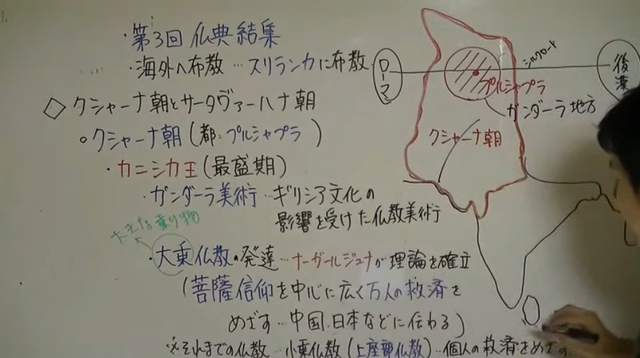 ・第3回 仏典結集
・海外へ布教…スリランカに布教
◇クシャーナ朝とサータヴァーハナ朝
○クシャーナ朝(都:プルシャプラ)
・カニシカ王(最盛期)
・ガンダーラ美術…ギリシア文化の
影響を受けた仏教美術
大きな乗り物
・大乗仏教の発達…ナーガールジュナが理論を確立
(菩薩信仰を中心に広く万人の救済を
めざす…中国、日本などに伝わる)
※それまでの仏教…小乗仏教(上座部仏教)…個人の救済をめざ
ローマ
シルクロード
後漢
プルシャプラ
ガンダーラ地方
クシャーナ朝